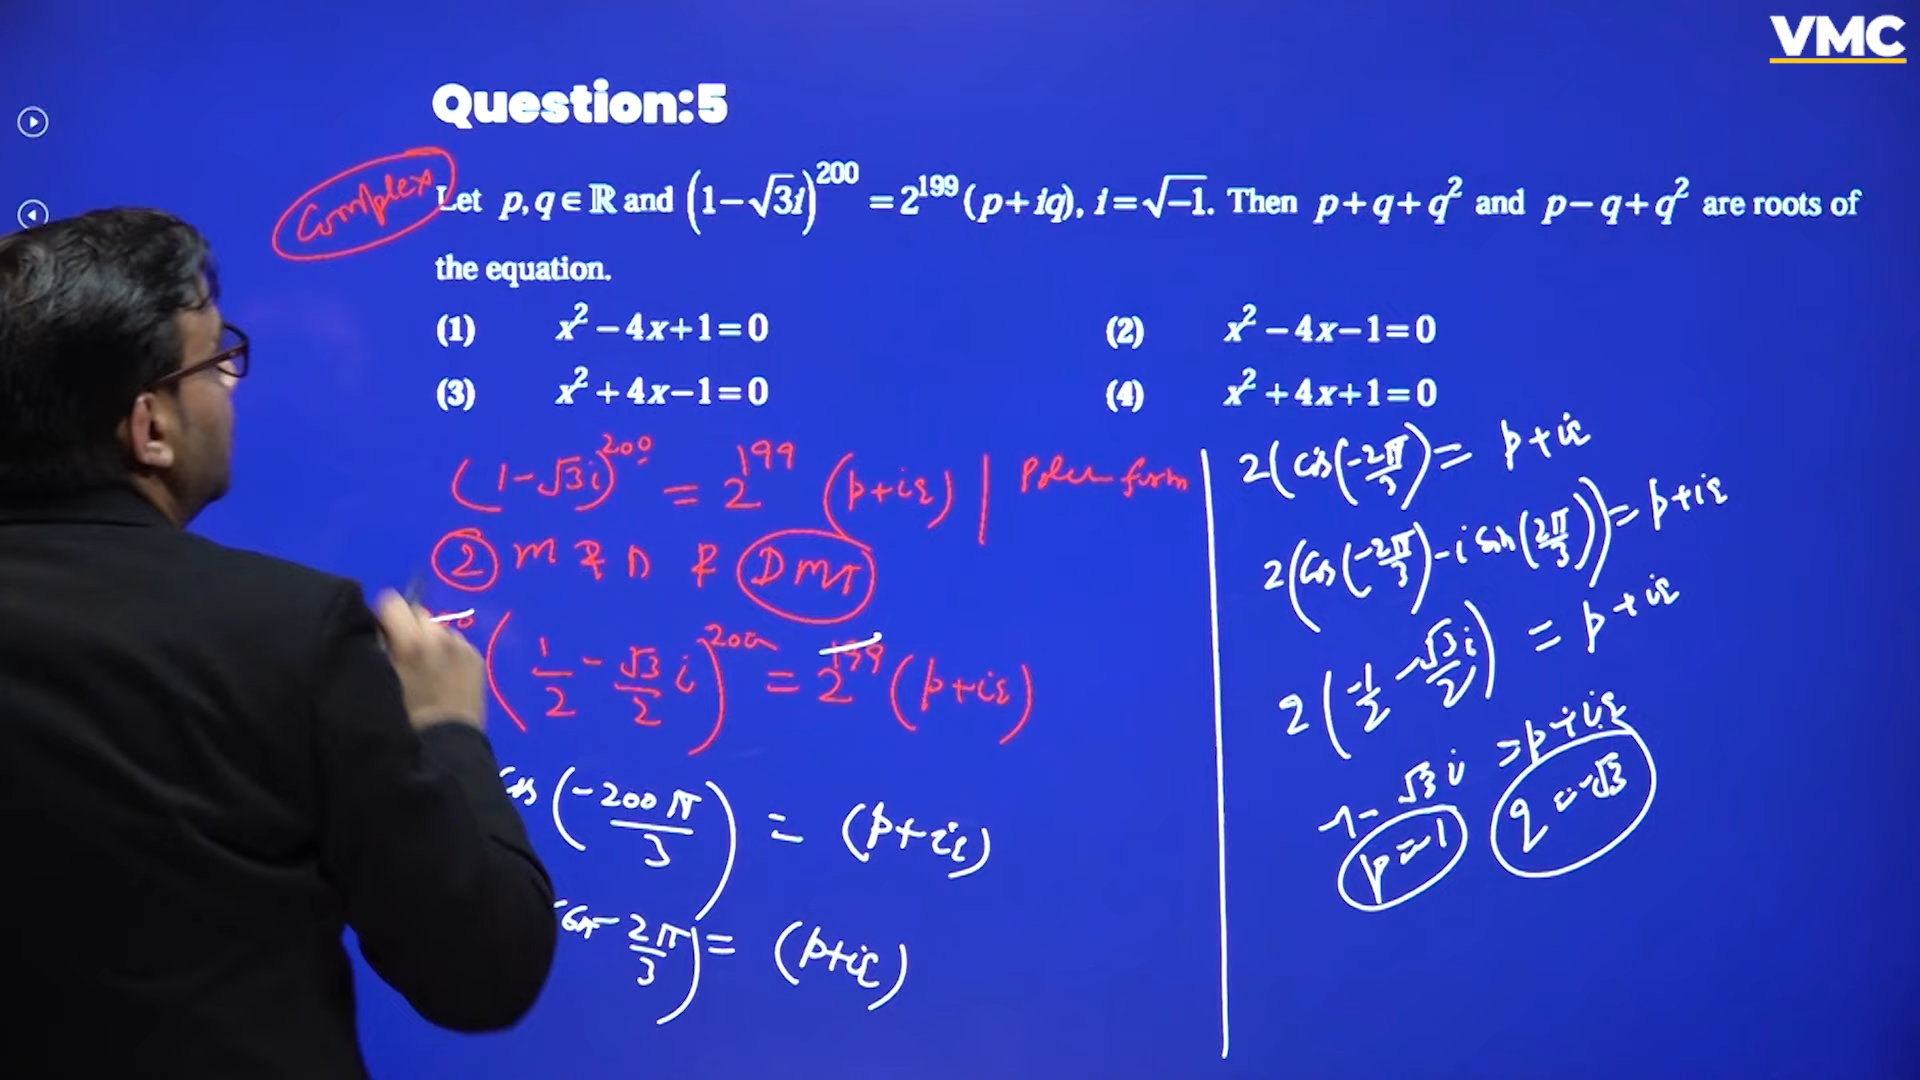 VMC
Question:5
Complex
Let p, q ∈ ℝ and (1−√3i)^200 = 2^199 (p+iq), i=√−1. Then p+q+q² and p−q+q² are roots of
the equation.
(1) x²−4x+1=0
(2) x²−4x−1=0
(3) x²+4x−1=0
(4) x²+4x+1=0
(1−√3i)^200 = 2^199 (p+iq) | Polar form
(2) M & D & DMT
(1/2 − √3/2 i)^200 = 2^199 (p+iq)
(−200π/3) = (p+iq)
2π/3) = (p+iq)
2(cis(−2π/3) = p+iq
2(cos(−2π/3) − i sin(2π/3)) = p+iq
2(−1/2 − √3i/2) = p+iq
−1− √3 i = p+iq
p=−1
q=−√3